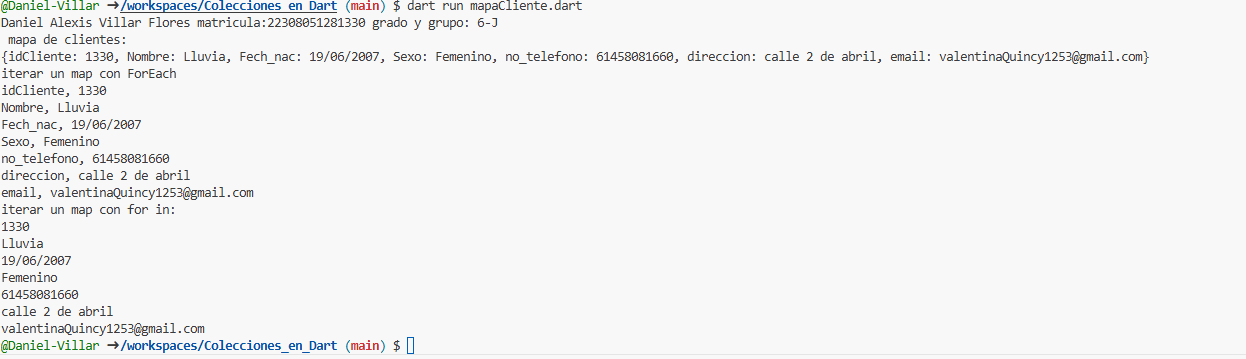 @Daniel-Villar ➜/workspaces/Colecciones_en_Dart (main) $ dart run mapaCliente.dart
Daniel Alexis Villar Flores matricula:22308051281330 grado y grupo: 6-J
 mapa de clientes:
{idCliente: 1330, Nombre: Lluvia, Fech_nac: 19/06/2007, Sexo: Femenino, no_telefono: 61458081660, direccion: calle 2 de abril, email: valentinaQuincy1253@gmail.com}
iterar un map con ForEach
idCliente, 1330
Nombre, Lluvia
Fech_nac, 19/06/2007
Sexo, Femenino
no_telefono, 61458081660
direccion, calle 2 de abril
email, valentinaQuincy1253@gmail.com
iterar un map con for in:
1330
Lluvia
19/06/2007
Femenino
61458081660
calle 2 de abril
valentinaQuincy1253@gmail.com
@Daniel-Villar ➜/workspaces/Colecciones_en_Dart (main) $